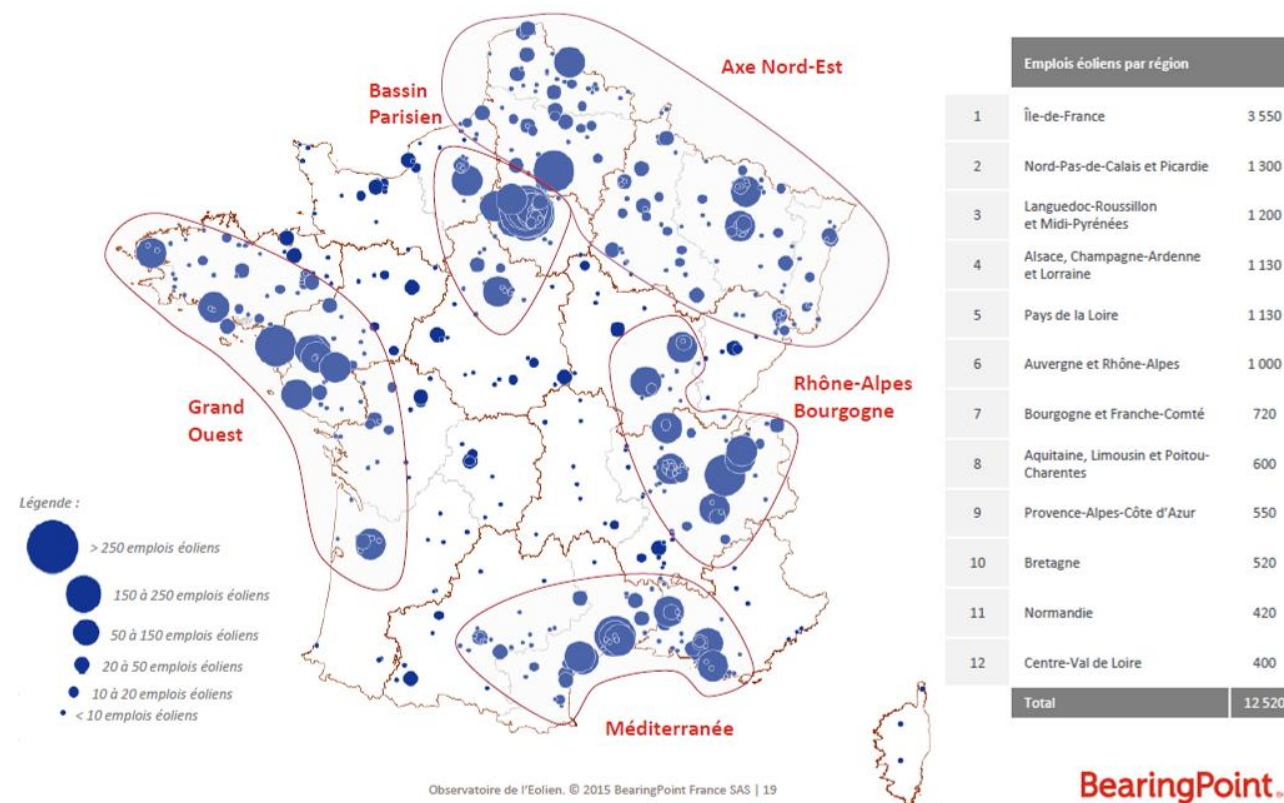 Axe Nord-Est
Bassin
Parisien
Grand
Ouest
Rhône-Alpes
Bourgogne
Méditerranée
Légende :
> 250 emplois éoliens
150 à 250 emplois éoliens
50 à 150 emplois éoliens
20 à 50 emplois éoliens
10 à 20 emplois éoliens
< 10 emplois éoliens
Emplois éoliens par région
1 Île-de-France 3 550
2 Nord-Pas-de-Calais et Picardie 1 300
3 Languedoc-Roussillon
et Midi-Pyrénées 1 200
4 Alsace, Champagne-Ardenne
et Lorraine 1 130
5 Pays de la Loire 1 130
6 Auvergne et Rhône-Alpes 1 000
7 Bourgogne et Franche-Comté 720
8 Aquitaine, Limousin et Poitou-
Charentes 600
9 Provence-Alpes-Côte d'Azur 550
10 Bretagne 520
11 Normandie 420
12 Centre-Val de Loire 400
Total 12 520
Observatoire de l'Eolien. © 2015 BearingPoint France SAS | 19
BearingPoint